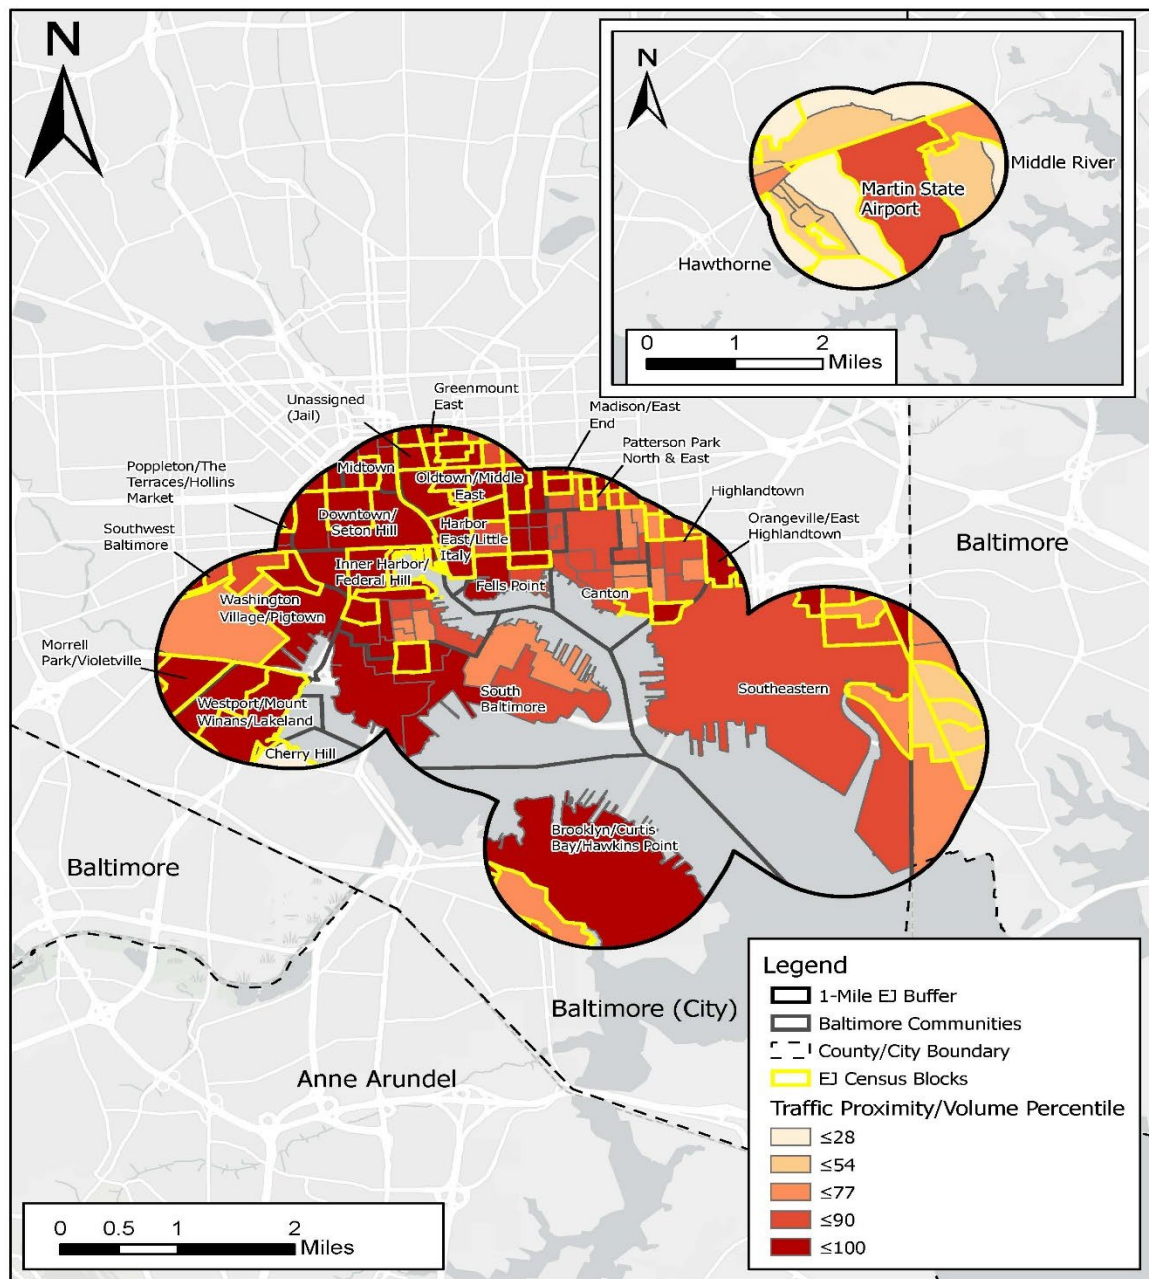 N
N
Middle River
Martin State
Airport
Hawthorne
0 1 2
Miles
Greenmount
East
Unassigned
(Jail)
Madison/East
End
Patterson Park
North & East
Midtown
Poppleton/The
Terraces/Hollins
Market
Oldtown/Middle
East
Highlandtown
Downtown/
Seton Hill
Harbor
East/Little
Italy
Orangeville/East
Highlandtown
Southwest
Baltimore
Baltimore
Inner Harbor/
Federal Hill
Fells Point
Canton
Washington
Village/Pigtown
Morrell
Park/Violetville
South
Baltimore
Southeastern
Westport/Mount
Winans/Lakeland
Cherry Hill
Brooklyn/Curtis
Bay/Hawkins Point
Baltimore
Baltimore (City)
Anne Arundel
Legend
1-Mile EJ Buffer
Baltimore Communities
County/City Boundary
EJ Census Blocks
Traffic Proximity/Volume Percentile
≤28
≤54
≤77
≤90
≤100
0 0.5 1 2
Miles